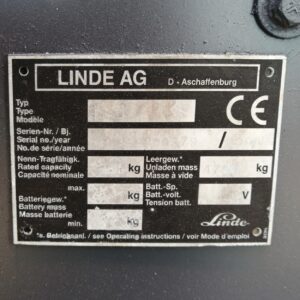 LINDE AG D - Aschaffenburg
Typ
Type
Modèle
CE
Serien-Nr. / Bj.
Serial no./year
No. de série/année
/
Nenn-Tragfähigk.
Rated capacity
Capacité nominale
kg
Leergew.*
Unladen mass
Masse à vide
kg
max.
kg
Batteriegew.*
Battery mass
Masse batterie
min.
kg
Batt.-Sp.
Batt.-volt.
Tension batt.
V
Linde
*s. Betriebsanl. / see Operating instructions / voir Mode d'emploi